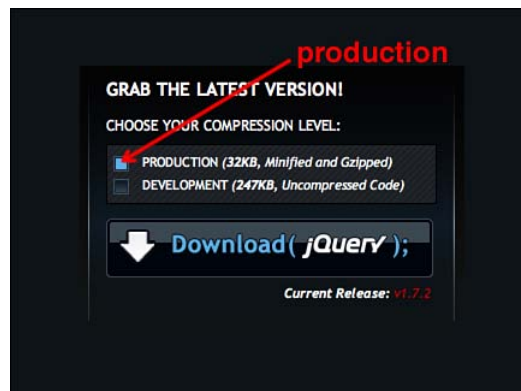 production
GRAB THE LATEST VERSION!
CHOOSE YOUR COMPRESSION LEVEL:
PRODUCTION (32KB, Minified and Gzipped)
DEVELOPMENT (247KB, Uncompressed Code)
Download( jQuery );
Current Release: v1.7.2